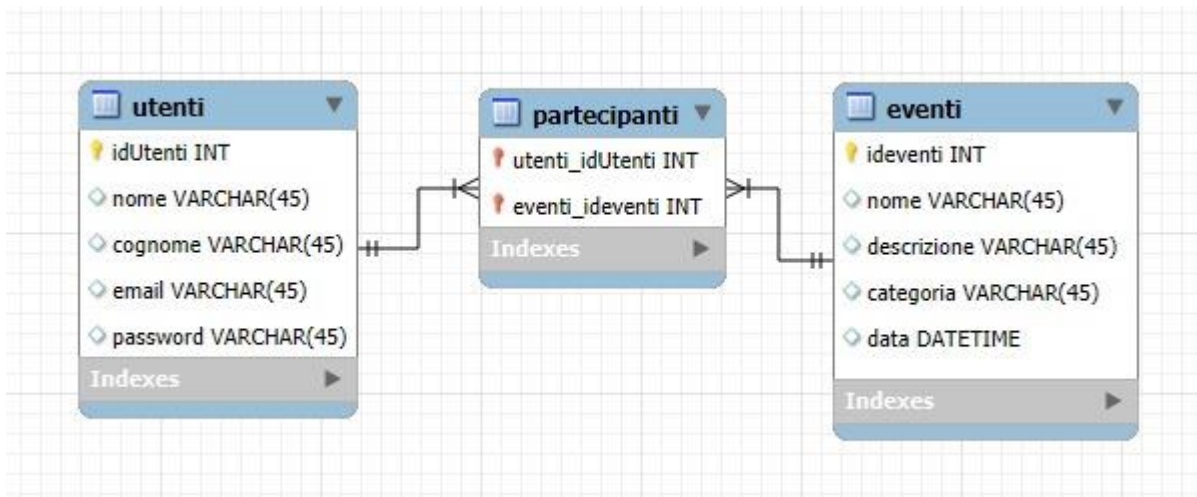 utenti
idUtenti INT
nome VARCHAR(45)
cognome VARCHAR(45)
email VARCHAR(45)
password VARCHAR(45)
Indexes
partecipanti
utenti_idUtenti INT
eventi_ideventi INT
Indexes
eventi
ideventi INT
nome VARCHAR(45)
descrizione VARCHAR(45)
categoria VARCHAR(45)
data DATETIME
Indexes